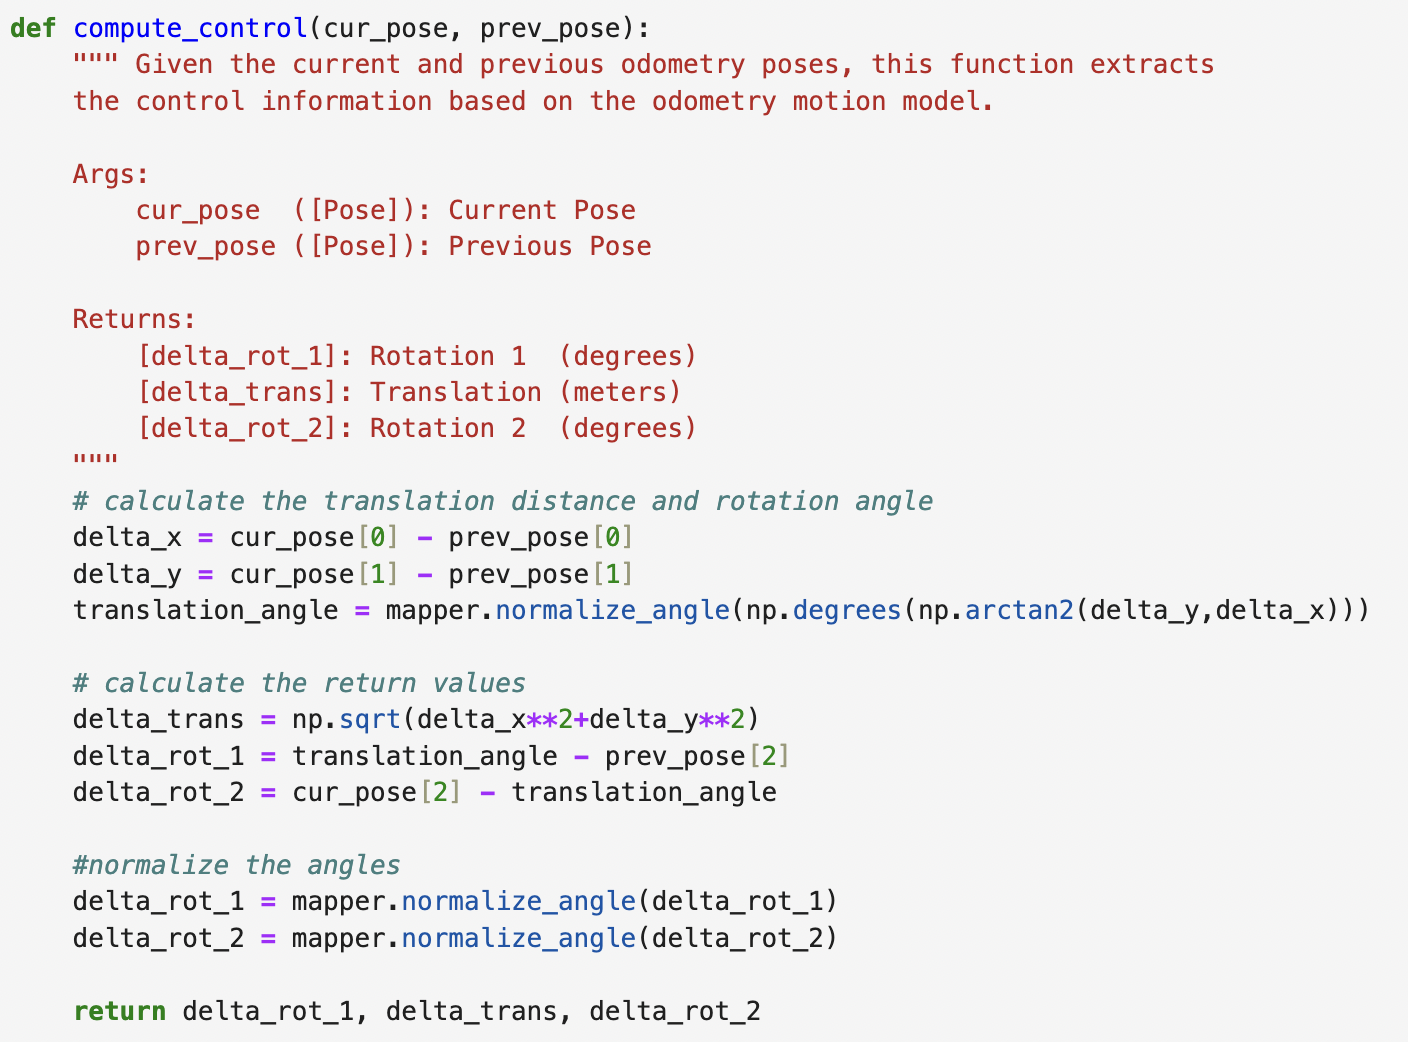 def compute_control(cur_pose, prev_pose):
    """ Given the current and previous odometry poses, this function extracts
    the control information based on the odometry motion model.

    Args:
        cur_pose  ([Pose]): Current Pose
        prev_pose ([Pose]): Previous Pose

    Returns:
        [delta_rot_1]: Rotation 1  (degrees)
        [delta_trans]: Translation (meters)
        [delta_rot_2]: Rotation 2  (degrees)
    """
    # calculate the translation distance and rotation angle
    delta_x = cur_pose[0] - prev_pose[0]
    delta_y = cur_pose[1] - prev_pose[1]
    translation_angle = mapper.normalize_angle(np.degrees(np.arctan2(delta_y,delta_x)))

    # calculate the return values
    delta_trans = np.sqrt(delta_x**2+delta_y**2)
    delta_rot_1 = translation_angle - prev_pose[2]
    delta_rot_2 = cur_pose[2] - translation_angle

    #normalize the angles
    delta_rot_1 = mapper.normalize_angle(delta_rot_1)
    delta_rot_2 = mapper.normalize_angle(delta_rot_2)

    return delta_rot_1, delta_trans, delta_rot_2